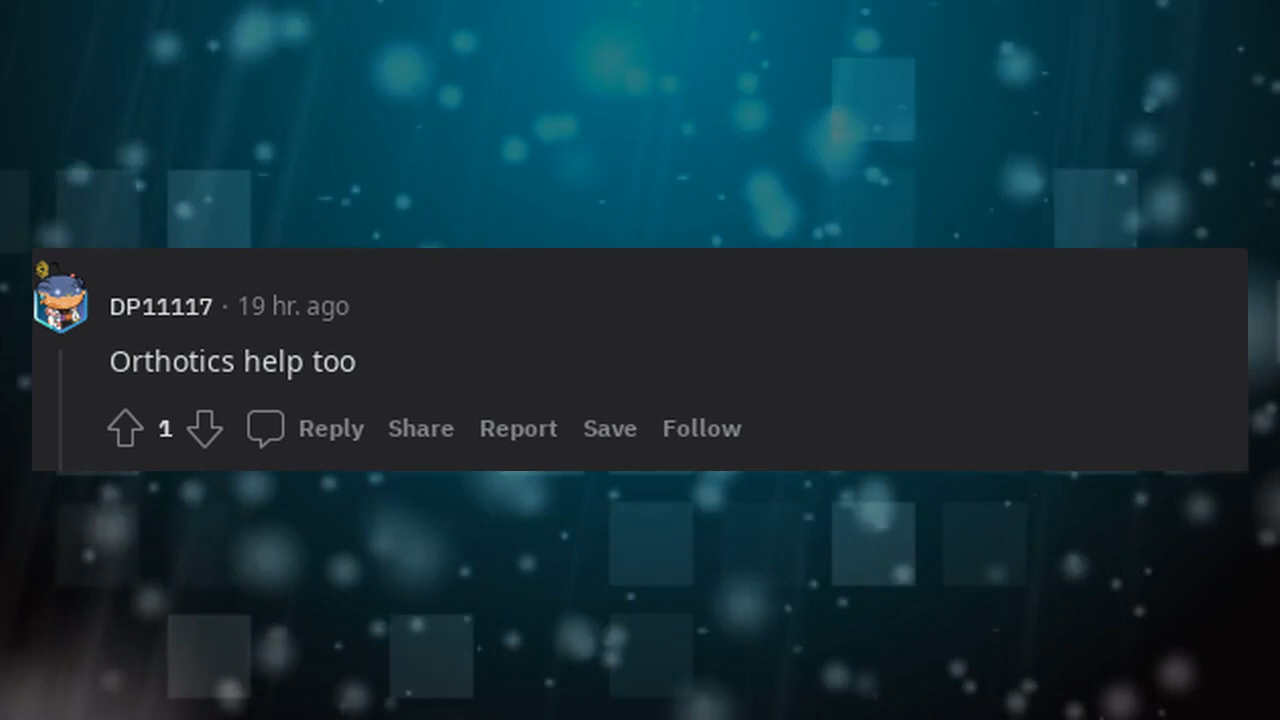 DP11117 · 19 hr. ago
Orthotics help too
1 Reply Share Report Save Follow